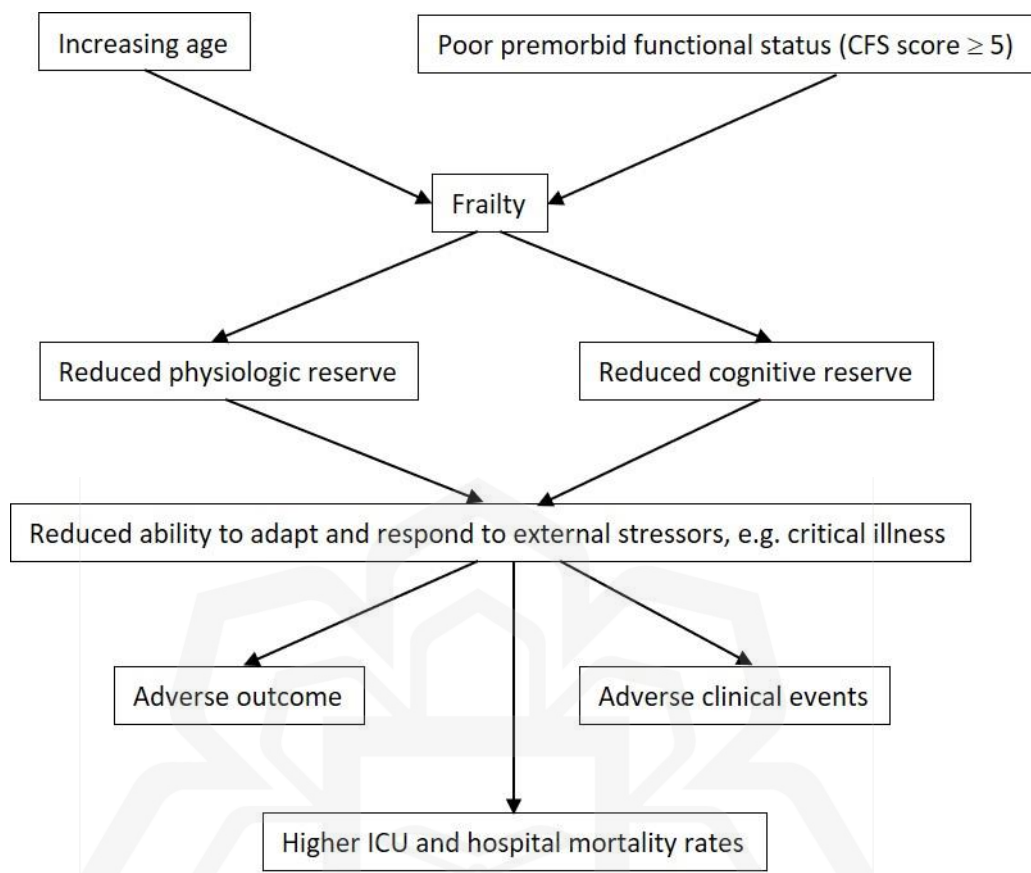 Increasing age
Poor premorbid functional status (CFS score ≥ 5)
Frailty
Reduced physiologic reserve
Reduced cognitive reserve
Reduced ability to adapt and respond to external stressors, e.g. critical illness
Adverse outcome
Adverse clinical events
Higher ICU and hospital mortality rates